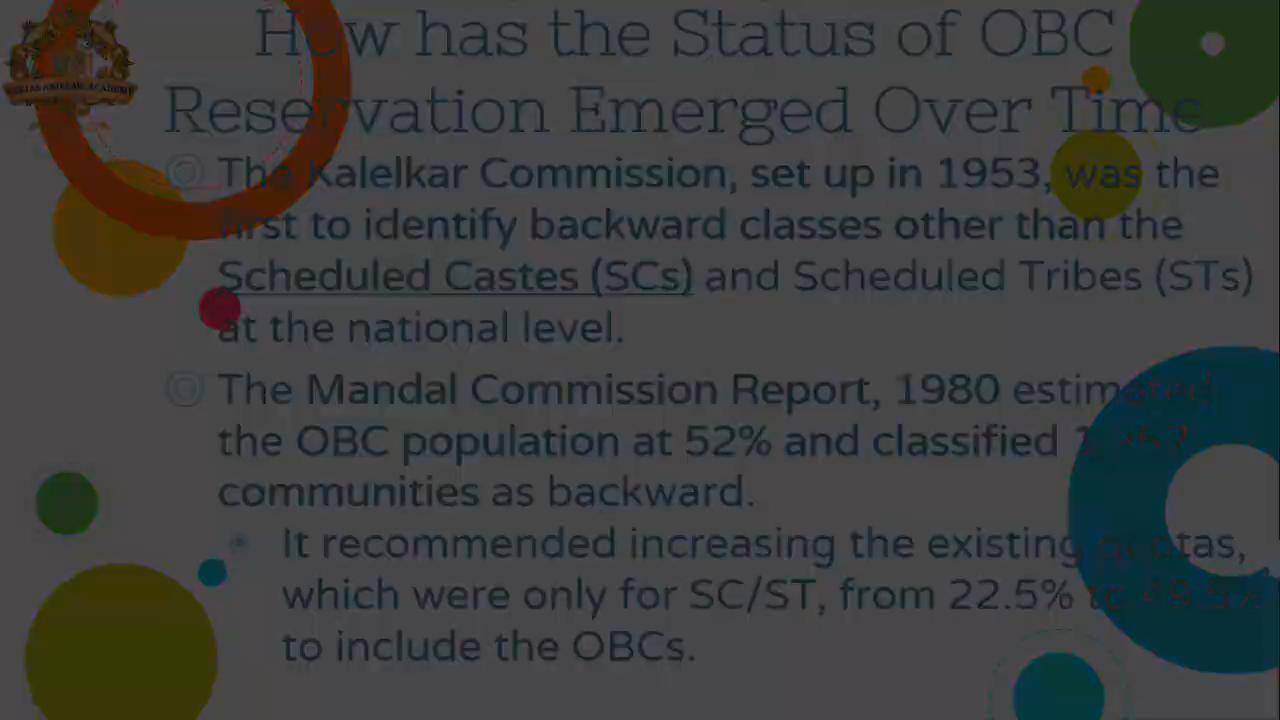 How has the Status of OBC
Reservation Emerged Over Time
The Kalelkar Commission, set up in 1953, was the
first to identify backward classes other than the
Scheduled Castes (SCs) and Scheduled Tribes (STs)
at the national level.
The Mandal Commission Report, 1980 estimated
the OBC population at 52% and classified
communities as backward.
It recommended increasing the existing quotas,
which were only for SC/ST, from 22.5% to 49.5%
to include the OBCs.